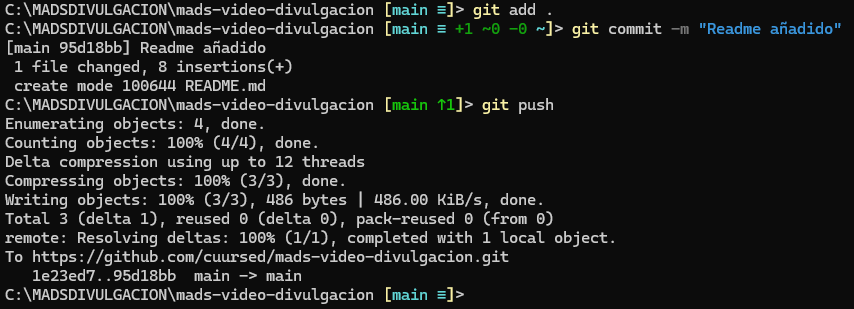 C:\MADSDIVULGACION\mads-video-divulgacion [main ≡]> git add .
C:\MADSDIVULGACION\mads-video-divulgacion [main ≡ +1 ~0 -0 ~]> git commit -m "Readme añadido"
[main 95d18bb] Readme añadido
 1 file changed, 8 insertions(+)
 create mode 100644 README.md
C:\MADSDIVULGACION\mads-video-divulgacion [main ↑1]> git push
Enumerating objects: 4, done.
Counting objects: 100% (4/4), done.
Delta compression using up to 12 threads
Compressing objects: 100% (3/3), done.
Writing objects: 100% (3/3), 486 bytes | 486.00 KiB/s, done.
Total 3 (delta 1), reused 0 (delta 0), pack-reused 0 (from 0)
remote: Resolving deltas: 100% (1/1), completed with 1 local object.
To https://github.com/cuursed/mads-video-divulgacion.git
   1e23ed7..95d18bb  main -> main
C:\MADSDIVULGACION\mads-video-divulgacion [main ≡]>